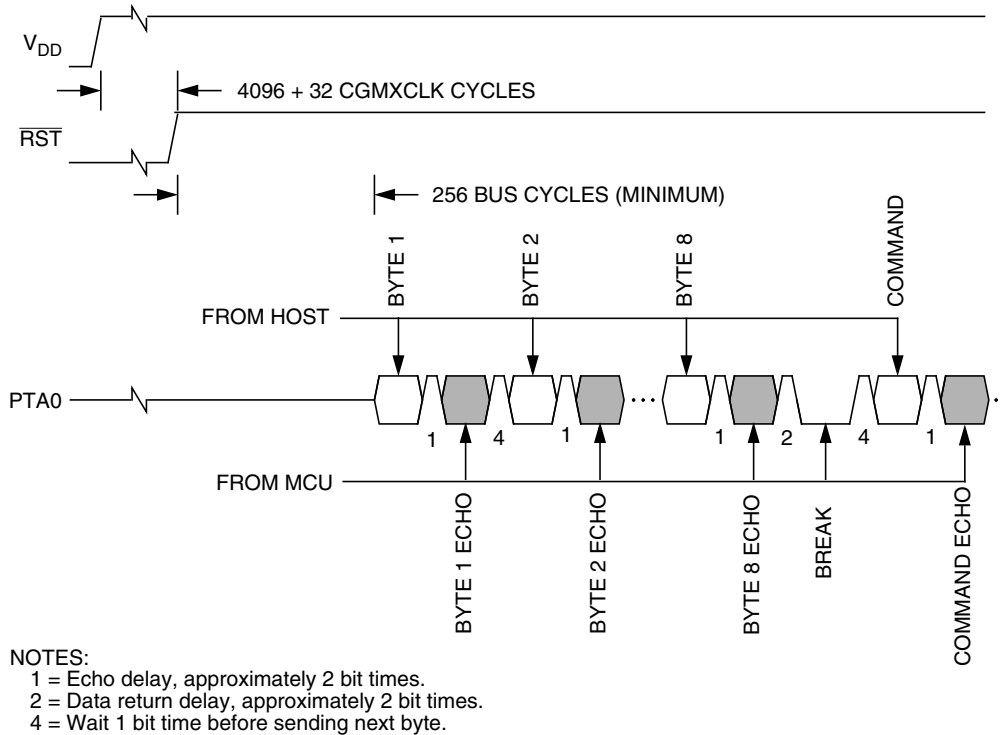 VDD
4096 + 32 CGMXCLK CYCLES
RST
256 BUS CYCLES (MINIMUM)
BYTE 1
BYTE 2
BYTE 8
COMMAND
FROM HOST
PTA0
1
4
1
1
2
4
1
FROM MCU
BYTE 1 ECHO
BYTE 2 ECHO
BYTE 8 ECHO
BREAK
COMMAND ECHO
NOTES:
1 = Echo delay, approximately 2 bit times.
2 = Data return delay, approximately 2 bit times.
4 = Wait 1 bit time before sending next byte.